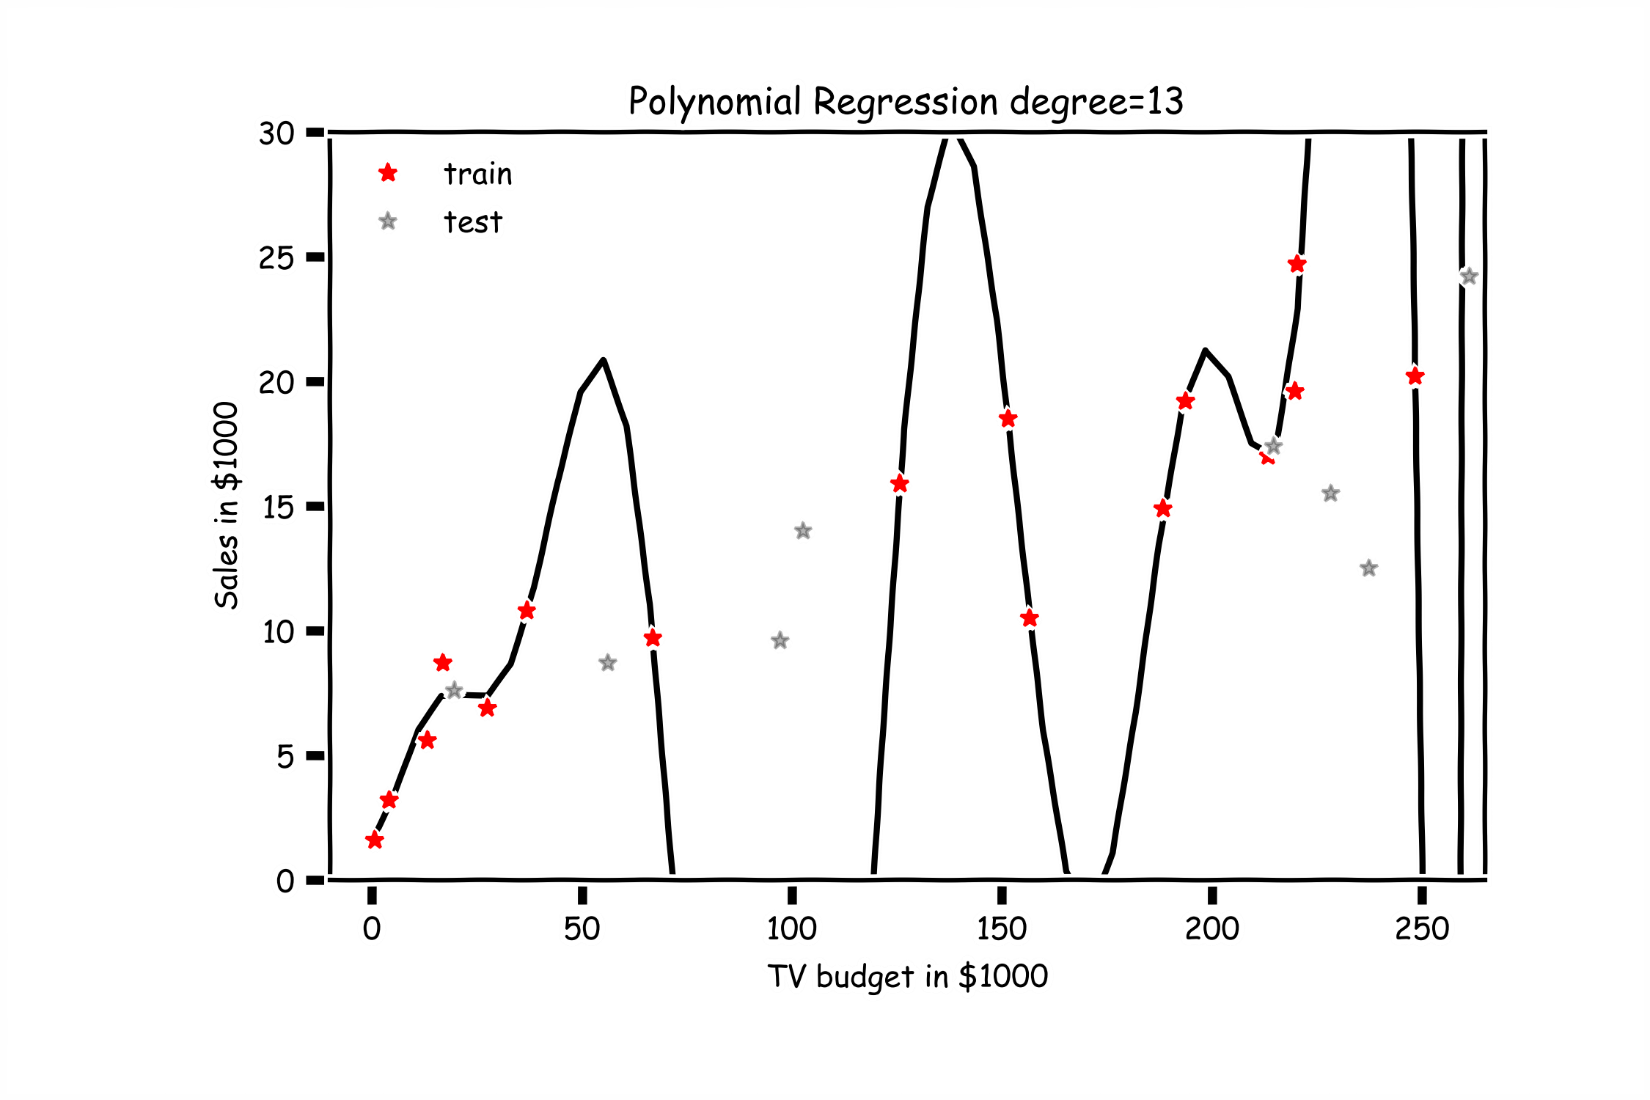 Polynomial Regression degree=13
train
test
30
25
20
15
10
5
0
Sales in $1000
0 50 100 150 200 250
TV budget in $1000